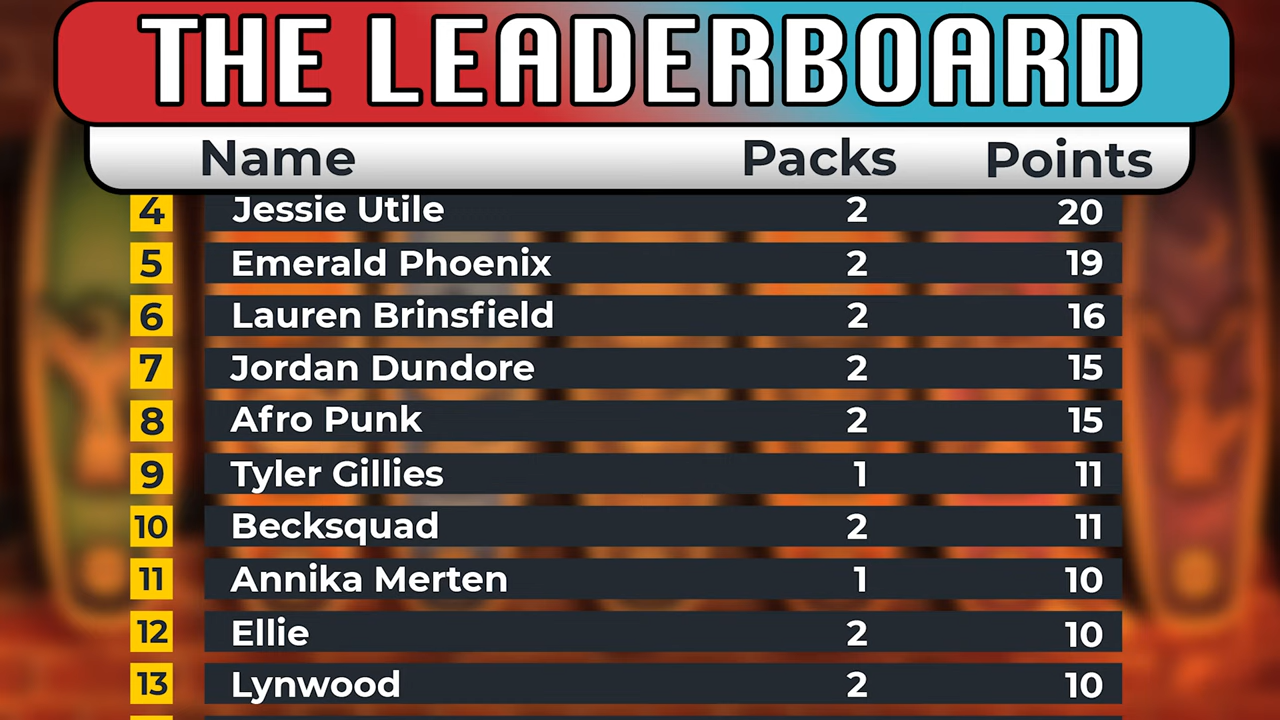 THE LEADERBOARD
Name Packs Points
4 Jessie Utile 2 20
5 Emerald Phoenix 2 19
6 Lauren Brinsfield 2 16
7 Jordan Dundore 2 15
8 Afro Punk 2 15
9 Tyler Gillies 1 11
10 Becksquad 2 11
11 Annika Merten 1 10
12 Ellie 2 10
13 Lynwood 2 10